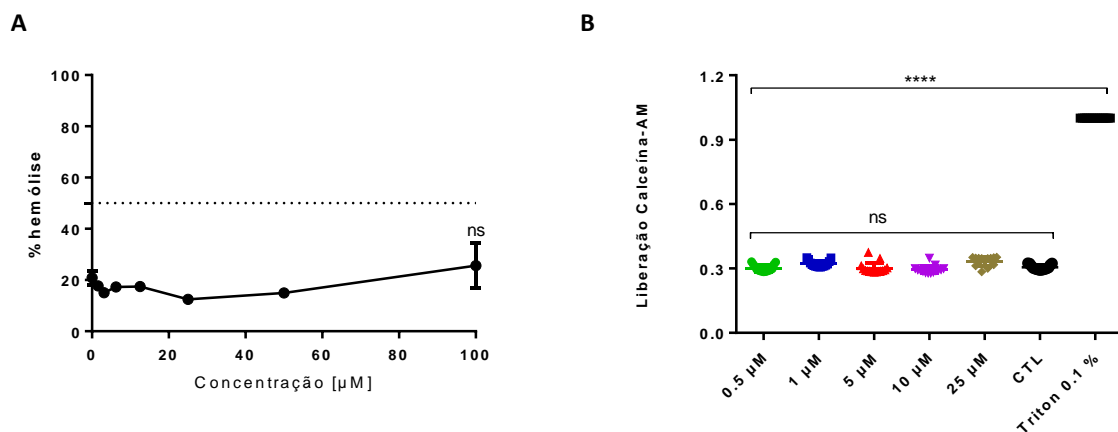 A
% hemólise
100
80
60
40
20
0
ns
0 20 40 60 80 100
Concentração [µM]
B
Liberação Calceína-AM
1.2
0.9
0.6
0.3
0.0
****
ns
0.5 µM
1 µM
5 µM
10 µM
25 µM
CTL
Triton 0.1 %